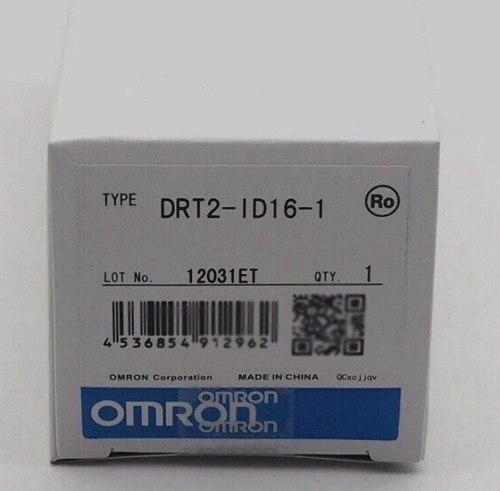 TYPE DRT2-ID16-1 Ro
LOT No. 12031ET QTY. 1
4 536854 912962
OMRON Corporation MADE IN CHINA QCxcjjqv
OMRON
OMRON
OMRON